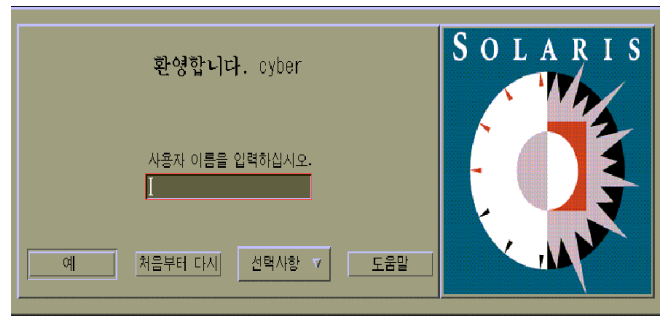 환영합니다. cyber
사용자 이름을 입력하십시오.
예 처음부터 다시 선택사항 도움말
SOLARIS